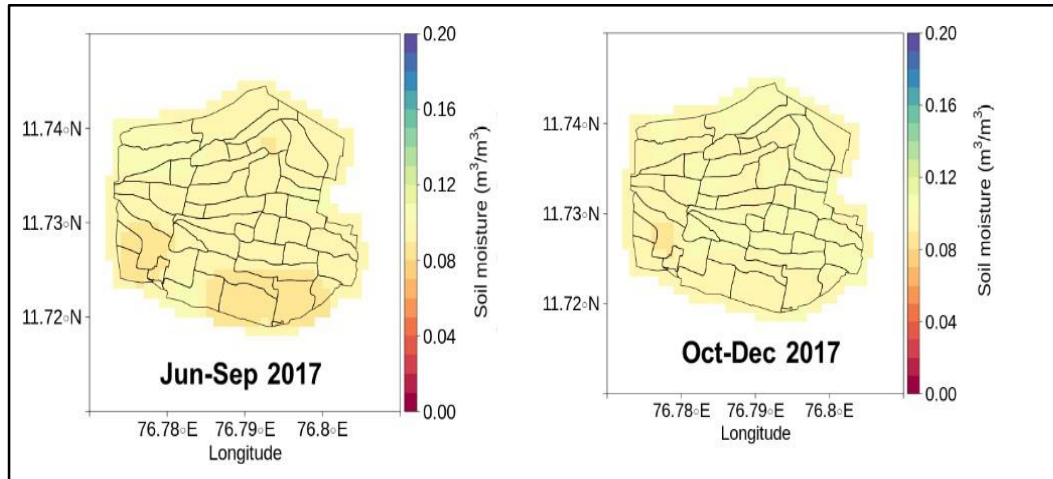 0.20
0.16
0.12
0.08
0.04
0.00
Soil moisture (m³/m³)
11.74∘N
11.73∘N
11.72∘N
Jun-Sep 2017
76.78∘E 76.79∘E 76.8∘E
Longitude
0.20
0.16
0.12
0.08
0.04
0.00
Soil moisture (m³/m³)
11.74∘N
11.73∘N
11.72∘N
Oct-Dec 2017
76.78∘E 76.79∘E 76.8∘E
Longitude